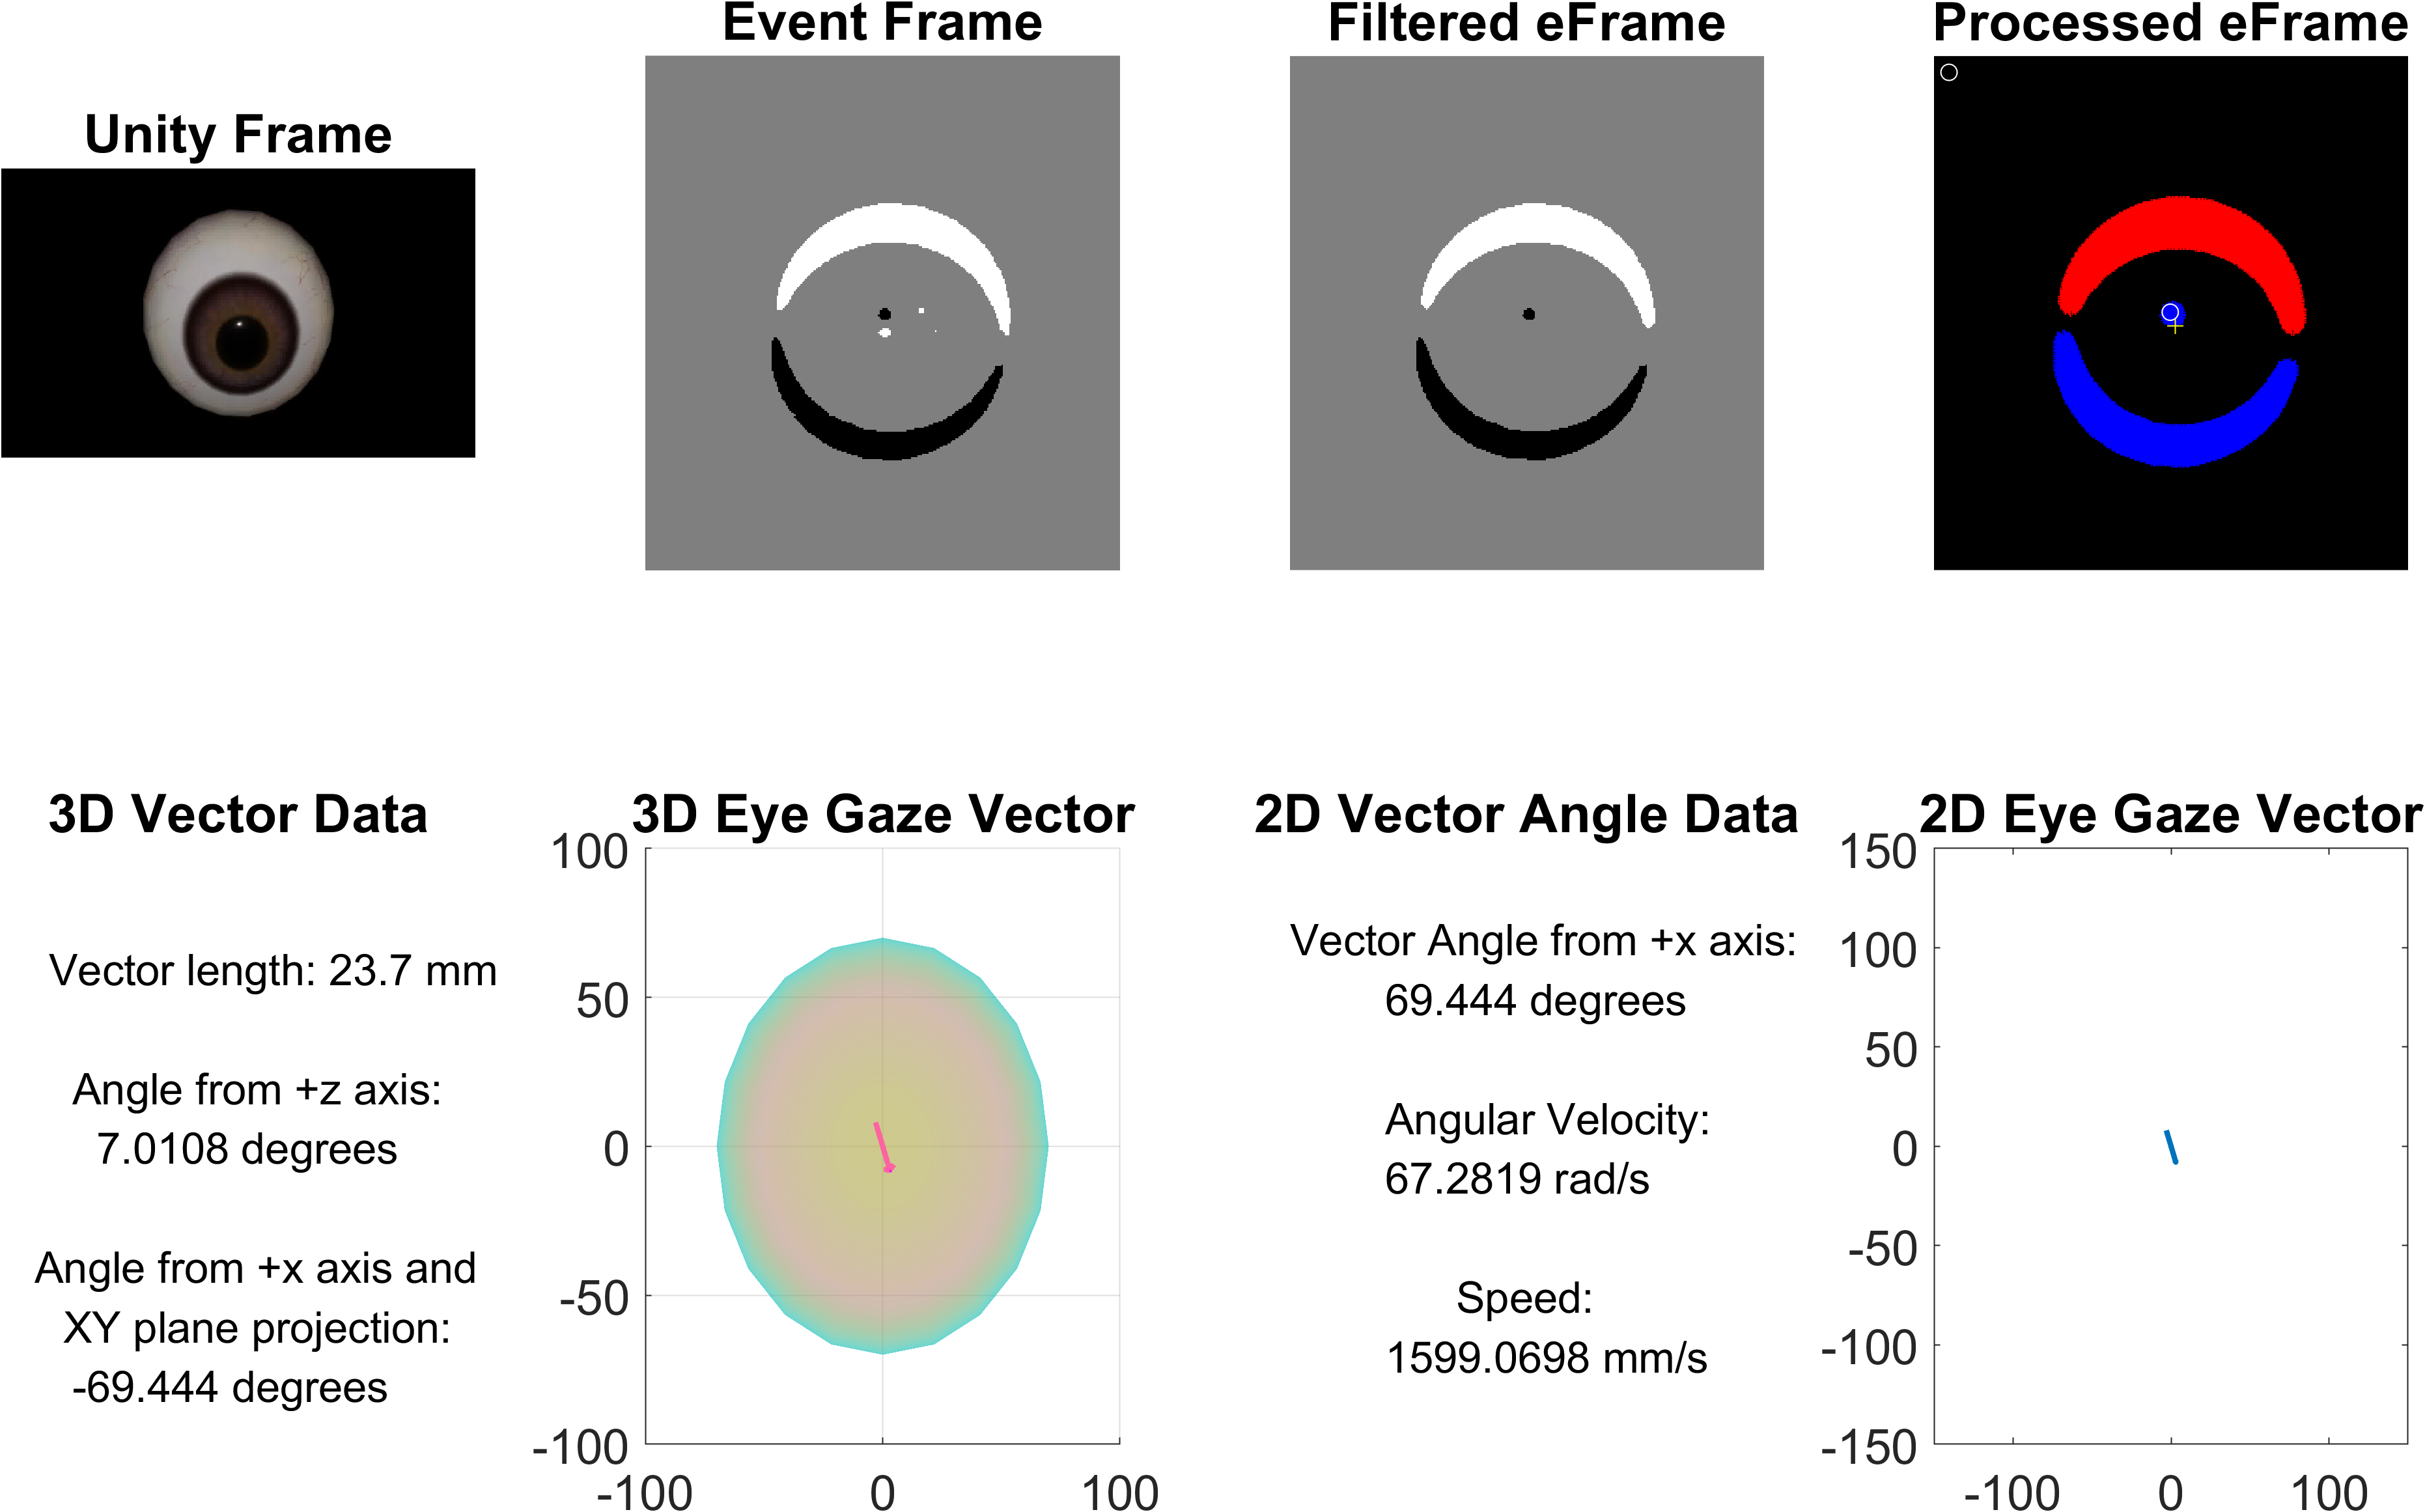 Unity Frame
Event Frame
Filtered eFrame
Processed eFrame
3D Vector Data
Vector length: 23.7 mm
Angle from +z axis:
7.0108 degrees
Angle from +x axis and
XY plane projection:
-69.444 degrees
3D Eye Gaze Vector
100
50
0
-50
-100
-100 0 100
2D Vector Angle Data
Vector Angle from +x axis:
69.444 degrees
Angular Velocity:
67.2819 rad/s
Speed:
1599.0698 mm/s
2D Eye Gaze Vector
150
100
50
0
-50
-100
-150
-100 0 100